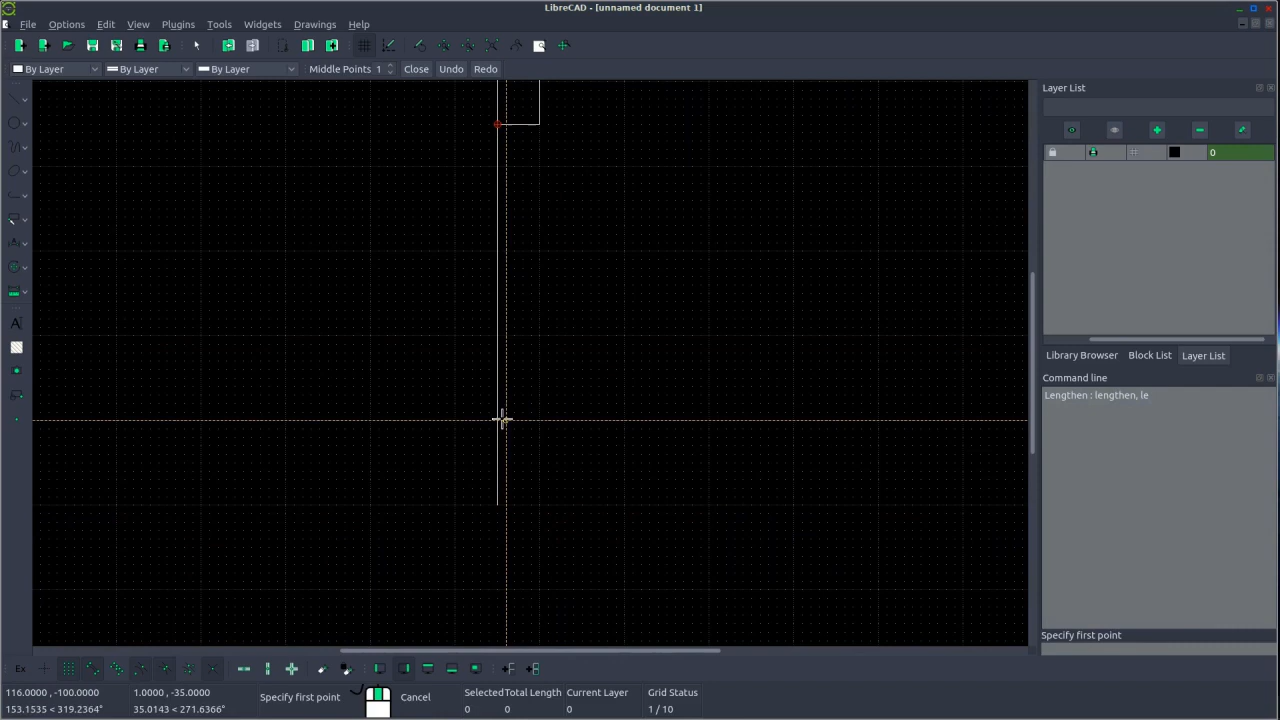 LibreCAD - [unnamed document 1]
File Options Edit View Plugins Tools Widgets Drawings Help
By Layer By Layer By Layer Middle Points 1 Close Undo Redo
Layer List
0
Library Browser Block List Layer List
Command line
Lengthen : lengthen, le
Specify first point
Ex
116.0000 , -100.0000 1.0000 , -35.0000 Specify first point Cancel Selected Total Length Current Layer Grid Status
153.1535 < 319.2364° 35.0143 < 271.6366° 0 0 0 1 / 10